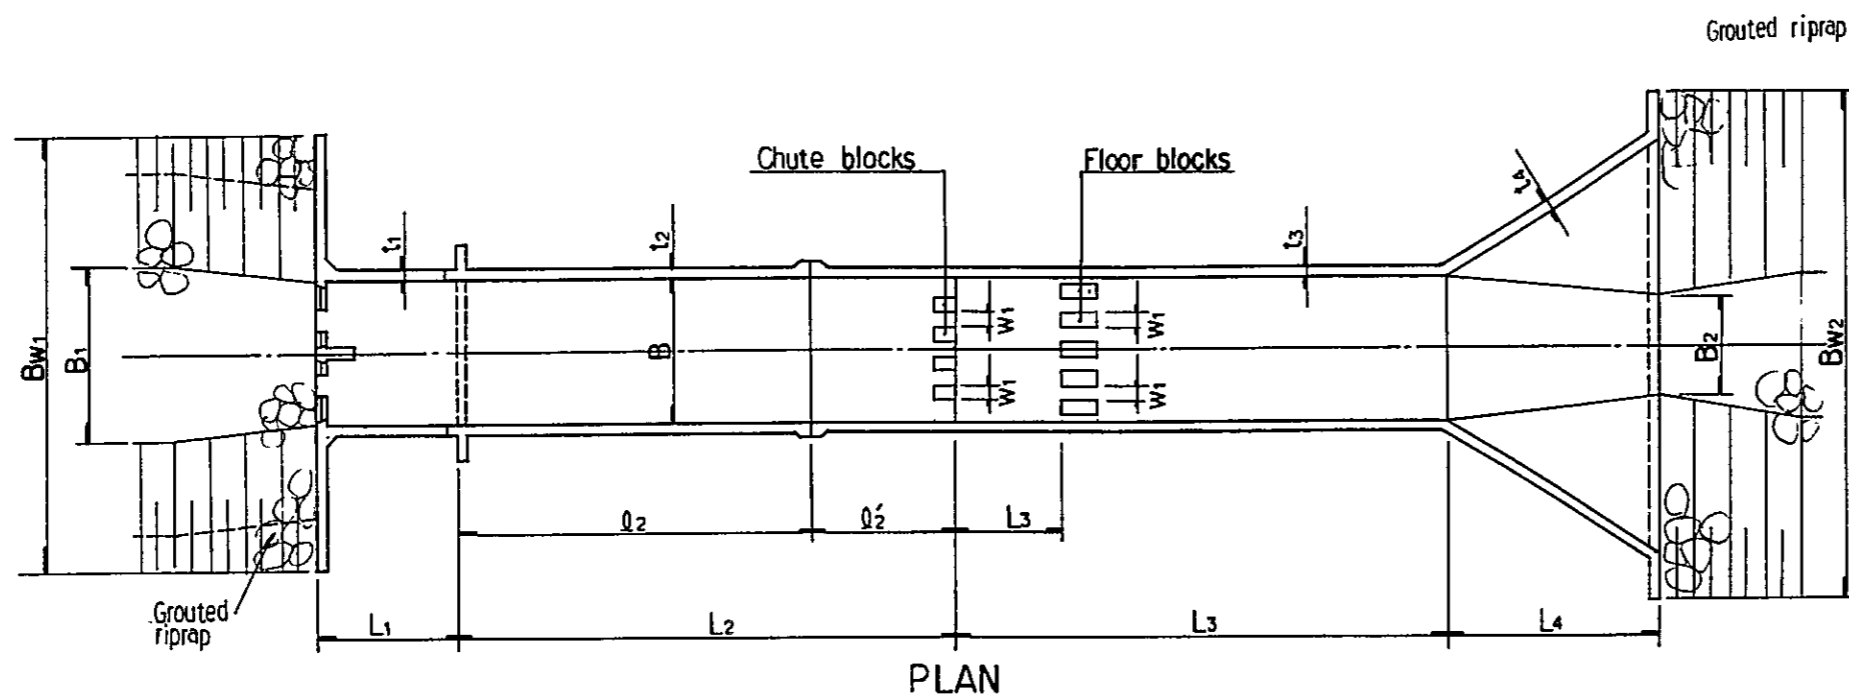 Grouted riprap
Chute blocks
Floor blocks
t1
t2
t3
t4
Bw1
B1
B
W1
W1
W1
W1
B2
Bw2
ℓ2
ℓ2′
L3
Grouted
riprap
L1
L2
L3
L4
PLAN